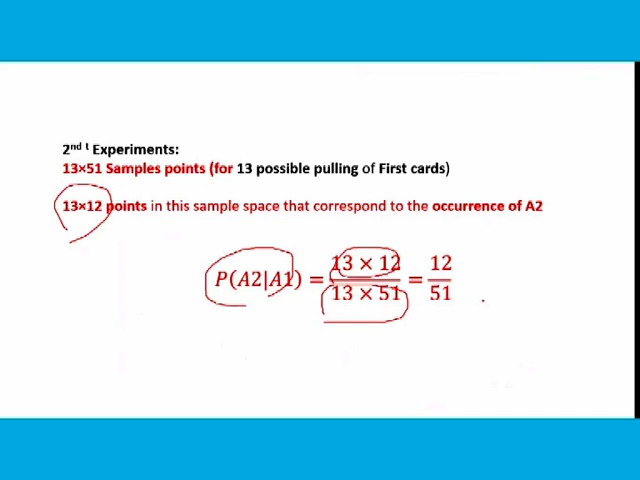 2nd t Experiments:
13×51 Samples points (for 13 possible pulling of First cards)
13×12 points in this sample space that correspond to the occurrence of A2
P(A2|A1) = 13 × 12 / 13 × 51 = 12 / 51